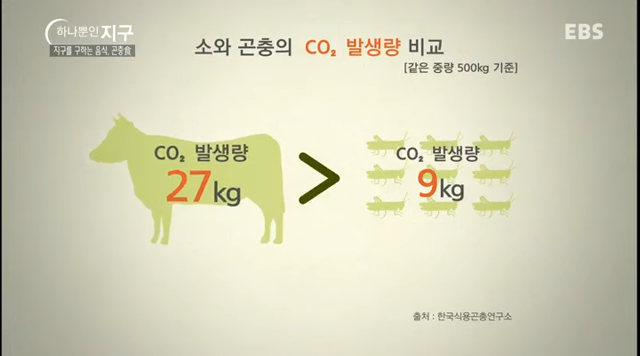 하나뿐인 지구
지구를 구하는 음식, 곤충食
EBS
소와 곤충의 CO₂ 발생량 비교
[같은 중량 500kg 기준]
CO₂ 발생량
27kg
>
CO₂ 발생량
9kg
출처 : 한국식용곤충연구소